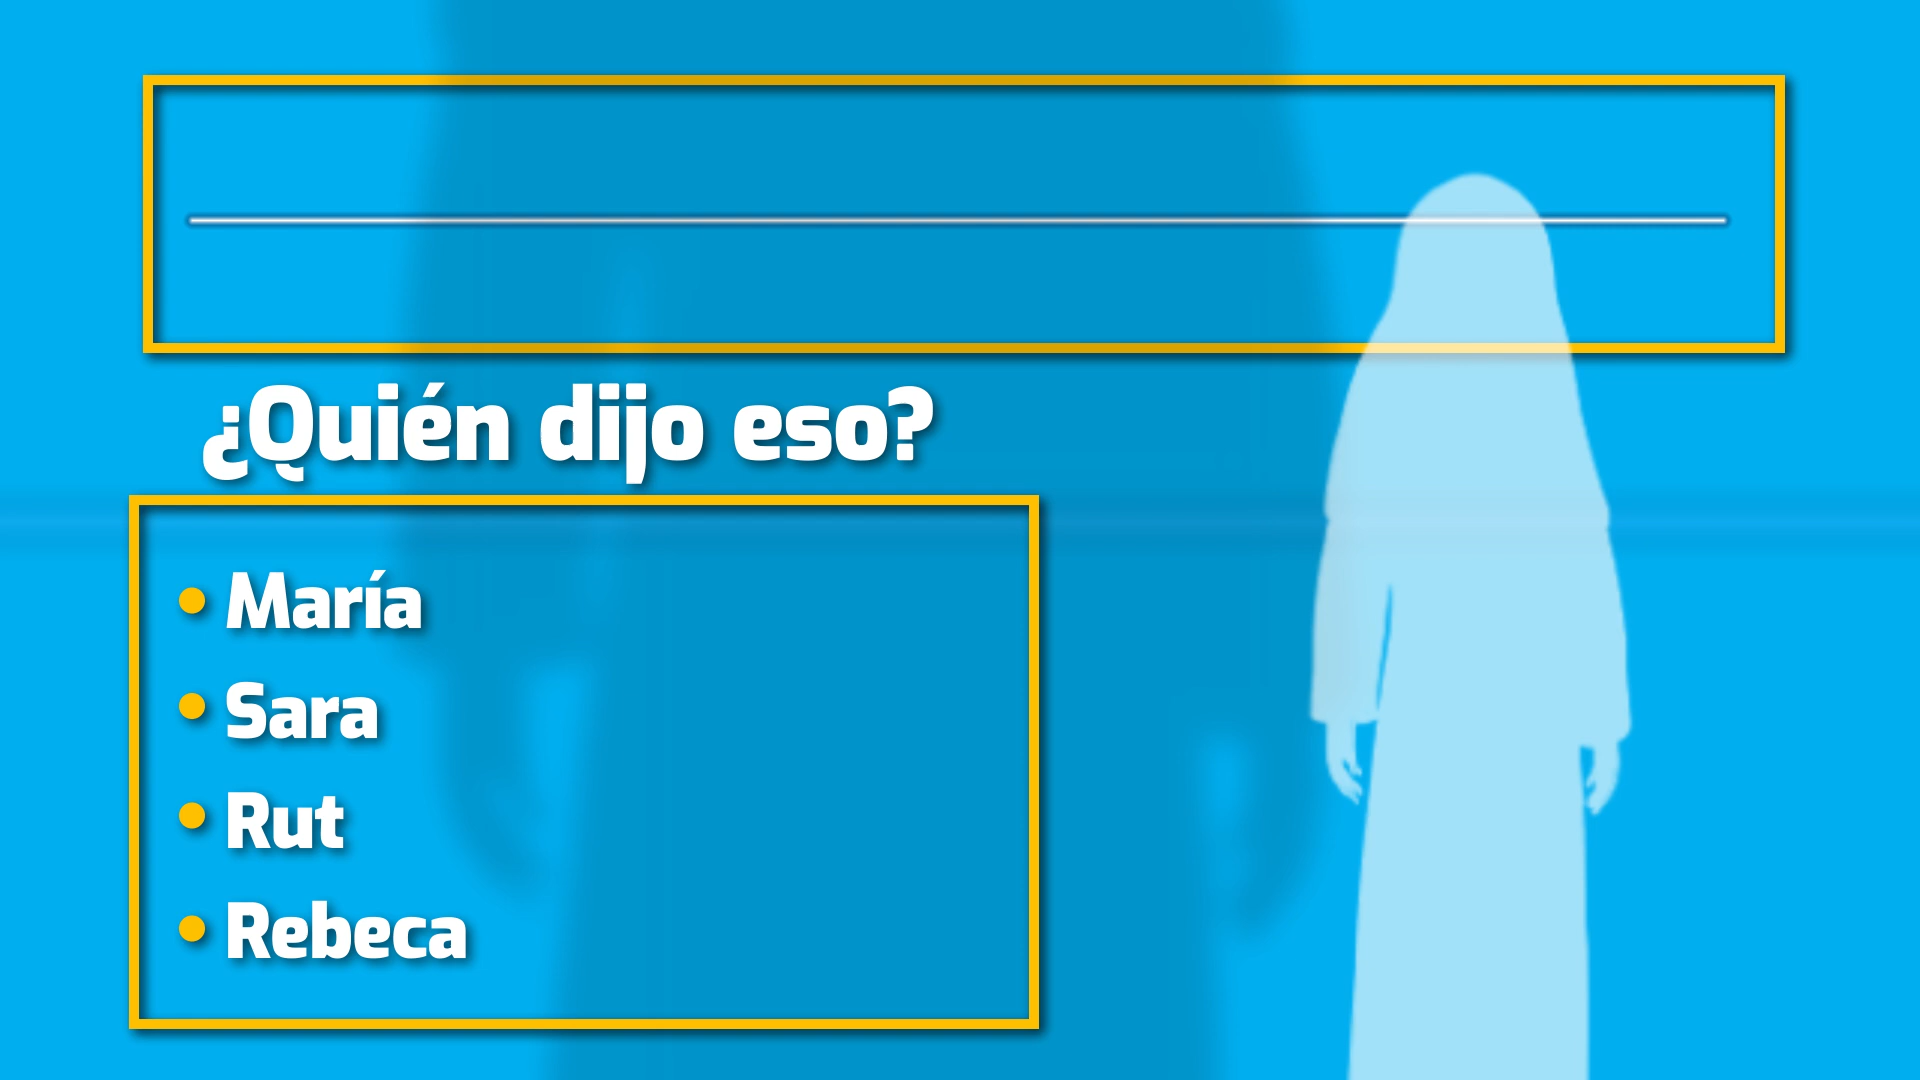 ¿Quién dijo eso?
• María
• Sara
• Rut
• Rebeca